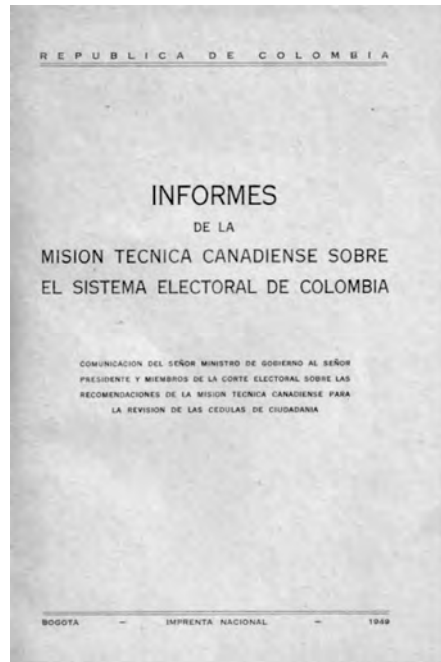 REPUBLICA DE COLOMBIA
INFORMES
DE LA
MISION TECNICA CANADIENSE SOBRE
EL SISTEMA ELECTORAL DE COLOMBIA
COMUNICACION DEL SEÑOR MINISTRO DE GOBIERNO AL SEÑOR
PRESIDENTE Y MIEMBROS DE LA CORTE ELECTORAL SOBRE LAS
RECOMENDACIONES DE LA MISION TECNICA CANADIENSE PARA
LA REVISION DE LAS CEDULAS DE CIUDADANIA
BOGOTA — IMPRENTA NACIONAL — 1949